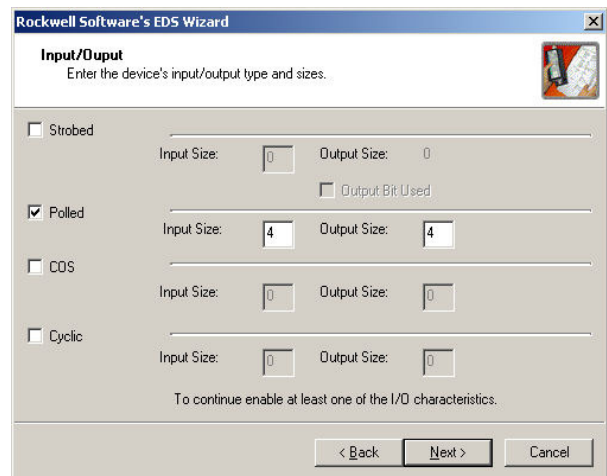 Rockwell Software's EDS Wizard
Input/Ouput
Enter the device's input/output type and sizes.
Strobed
Input Size: 0 Output Size: 0
Output Bit Used
Polled
Input Size: 4 Output Size: 4
COS
Input Size: 0 Output Size: 0
Cyclic
Input Size: 0 Output Size: 0
To continue enable at least one of the I/O characteristics.
< Back Next > Cancel